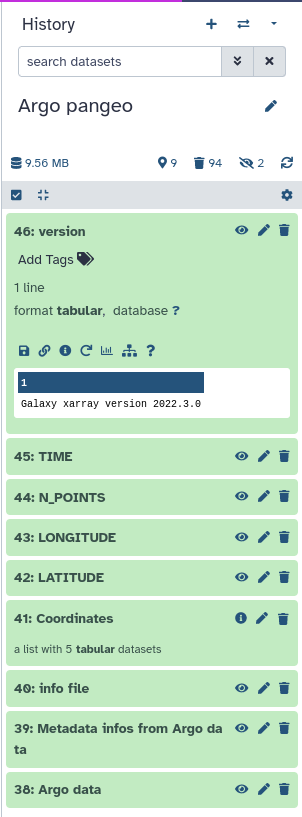 History
search datasets
Argo pangeo
9.56 MB 9 94 2
46: version
Add Tags
1 line
format tabular, database ?
?
1
Galaxy xarray version 2022.3.0
45: TIME
44: N_POINTS
43: LONGITUDE
42: LATITUDE
41: Coordinates
a list with 5 tabular datasets
40: info file
39: Metadata infos from Argo da
ta
38: Argo data